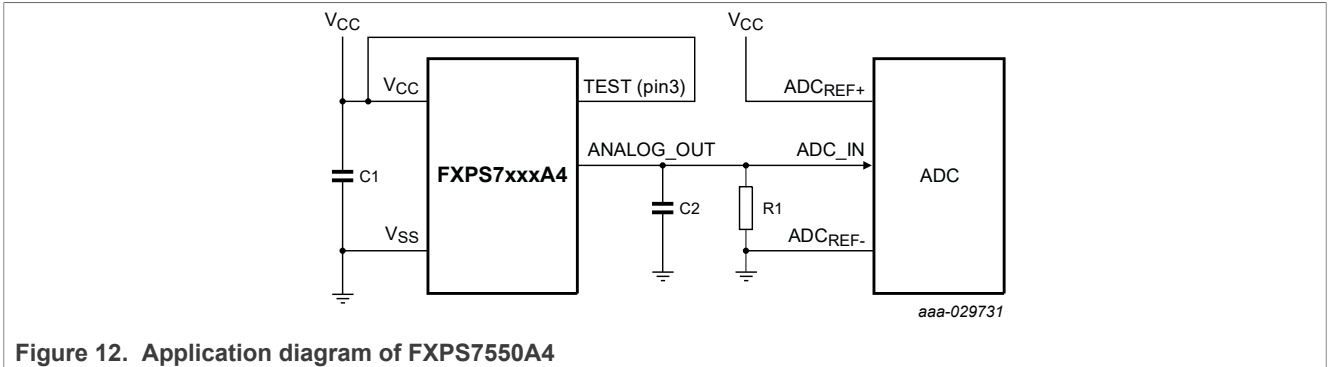 VCC
VCC
VCC
TEST (pin3)
ADCREF+
ANALOG_OUT
ADC_IN
C1
FXPS7xxxA4
ADC
C2
R1
VSS
ADCREF-
aaa-029731
Figure 12. Application diagram of FXPS7550A4